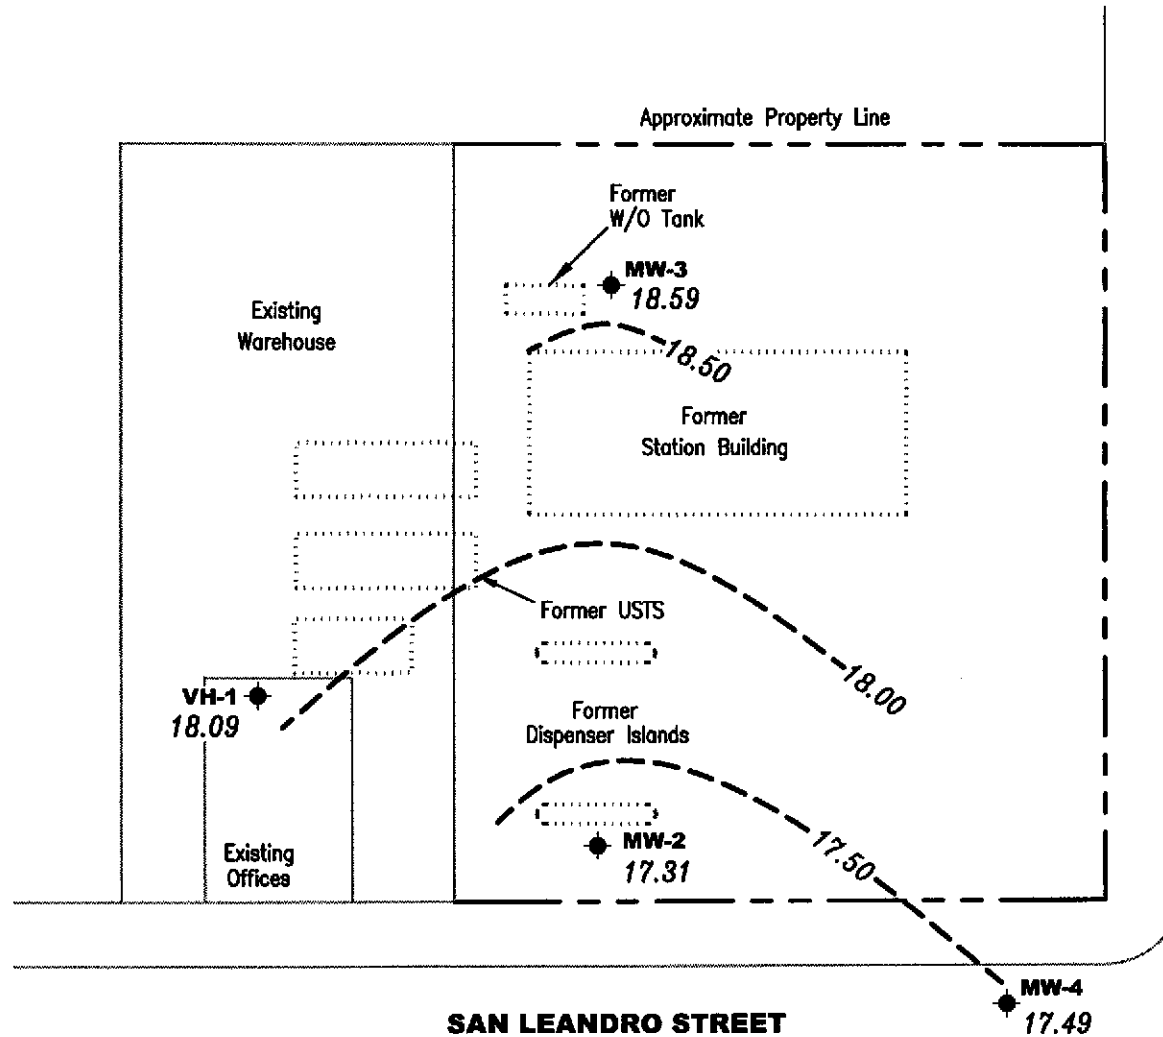 Approximate Property Line
Former
W/O Tank
MW-3
18.59
Existing
Warehouse
18.50
Former
Station Building
Former USTS
VH-1
18.09
18.00
Former
Dispenser Islands
17.50
MW-2
17.31
Existing
Offices
MW-4
17.49
SAN LEANDRO STREET